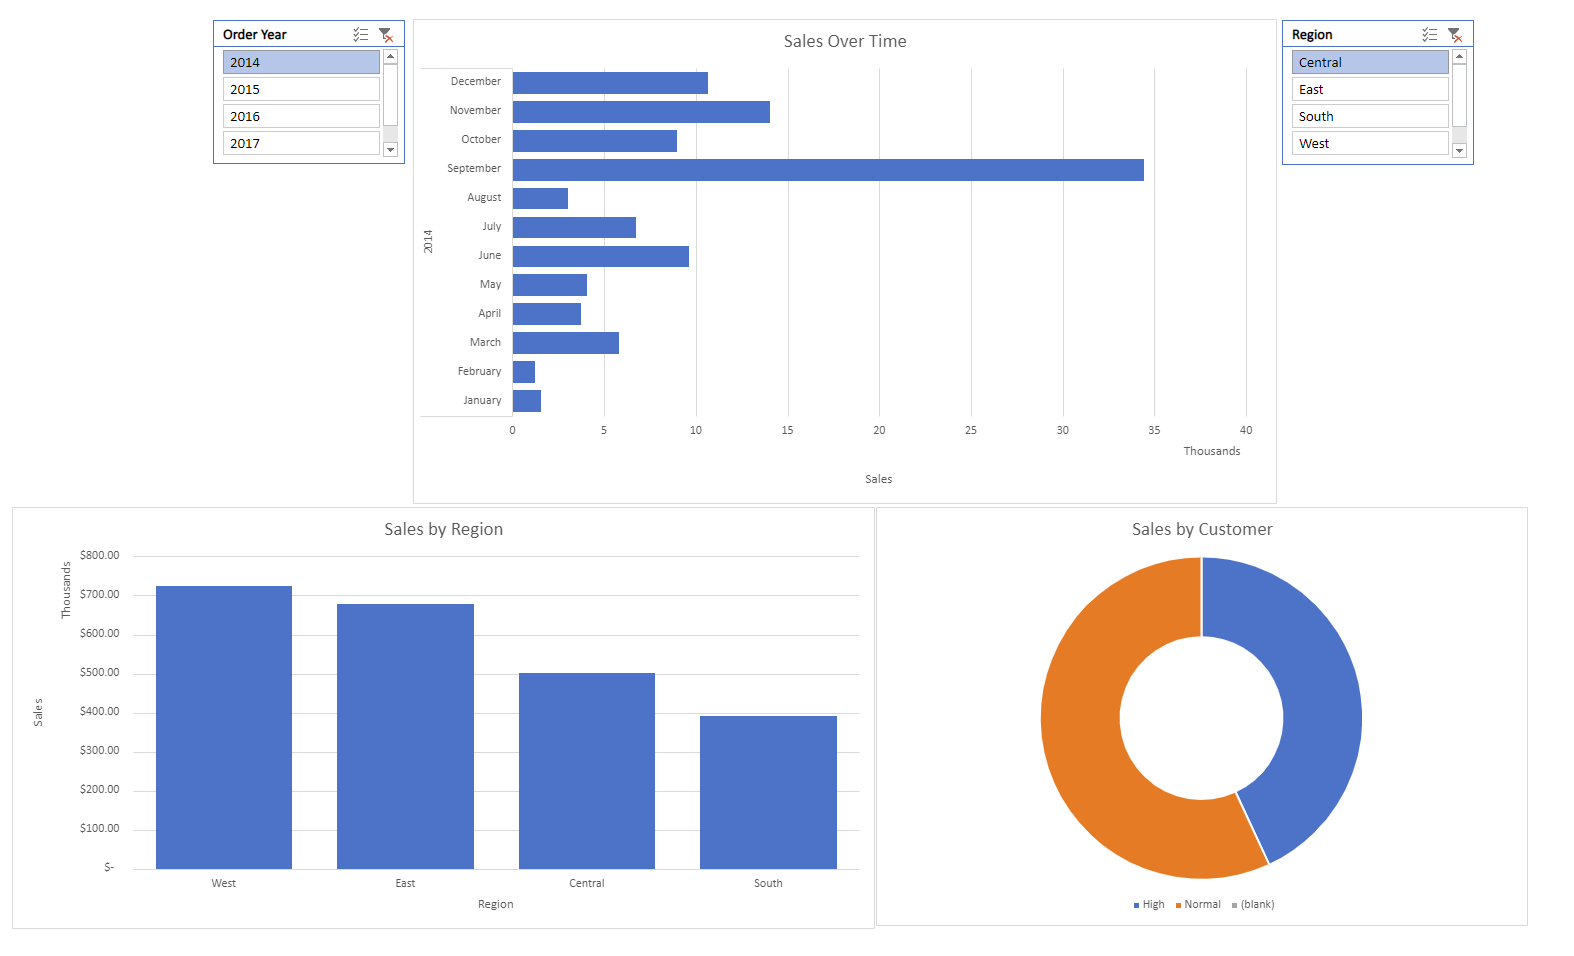 Order Year
2014
2015
2016
2017
Sales Over Time
December
November
October
September
August
July
June
May
April
March
February
January
2014
0 5 10 15 20 25 30 35 40
Thousands
Sales
Region
Central
East
South
West
Sales by Region
Thousands
Sales
$800.00
$700.00
$600.00
$500.00
$400.00
$300.00
$200.00
$100.00
$-
West East Central South
Region
Sales by Customer
High Normal (blank)